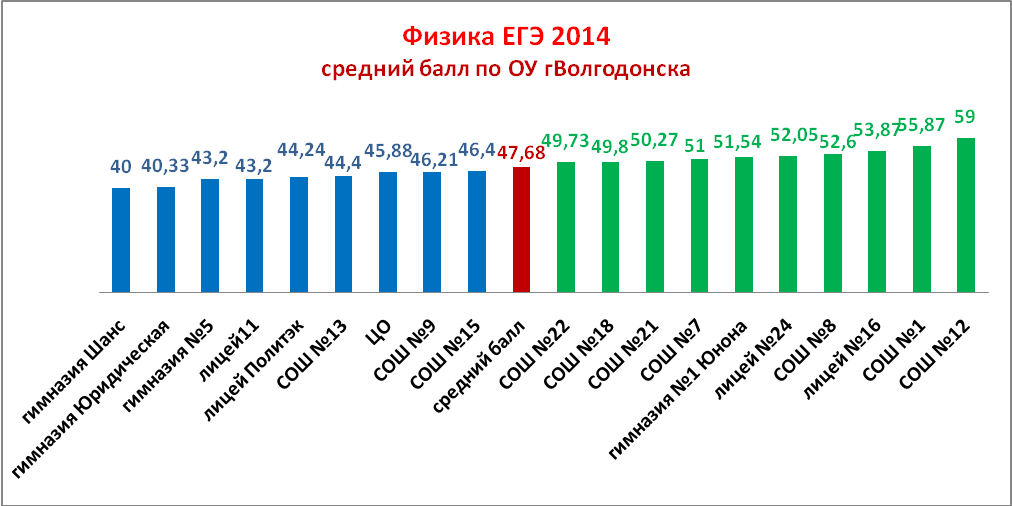 Физика ЕГЭ 2014
средний балл по ОУ гВолгодонска
40
40,33
43,2
43,2
44,24
44,4
45,88
46,21
46,4
47,68
49,73
49,8
50,27
51
51,54
52,05
52,6
53,87
55,87
59
гимназия Шанс
гимназия Юридическая
гимназия №5
лицей11
лицей Политэк
СОШ №13
ЦО
СОШ №9
СОШ №15
средний балл
СОШ №22
СОШ №18
СОШ №21
СОШ №7
гимназия №1 Юнона
лицей №24
СОШ №8
лицей №16
СОШ №1
СОШ №12